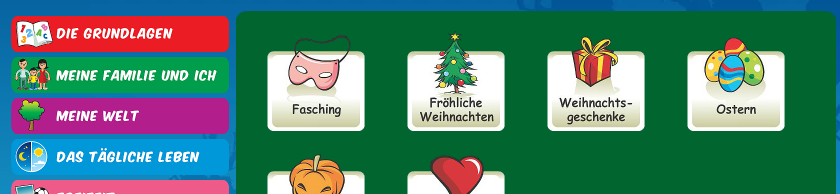 DIE GRUNDLAGEN
MEINE FAMILIE UND ICH
MEINE WELT
DAS TÄGLICHE LEBEN
Fasching
Fröhliche
Weihnachten
Weihnachts-
geschenke
Ostern